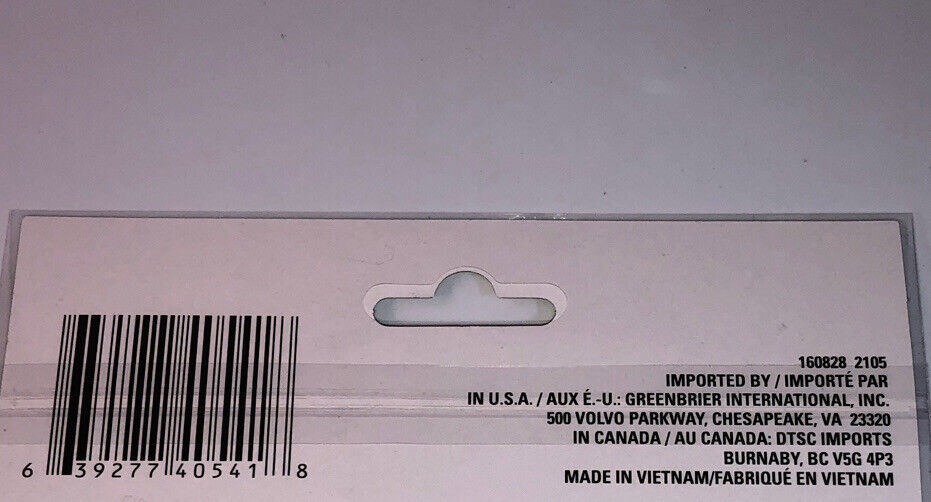 160828 2105
IMPORTED BY / IMPORTÉ PAR
IN U.S.A. / AUX É.-U.: GREENBRIER INTERNATIONAL, INC.
500 VOLVO PARKWAY, CHESAPEAKE, VA 23320
IN CANADA / AU CANADA: DTSC IMPORTS
BURNABY, BC V5G 4P3
MADE IN VIETNAM/FABRIQUÉ EN VIETNAM
6 39277 40541 8